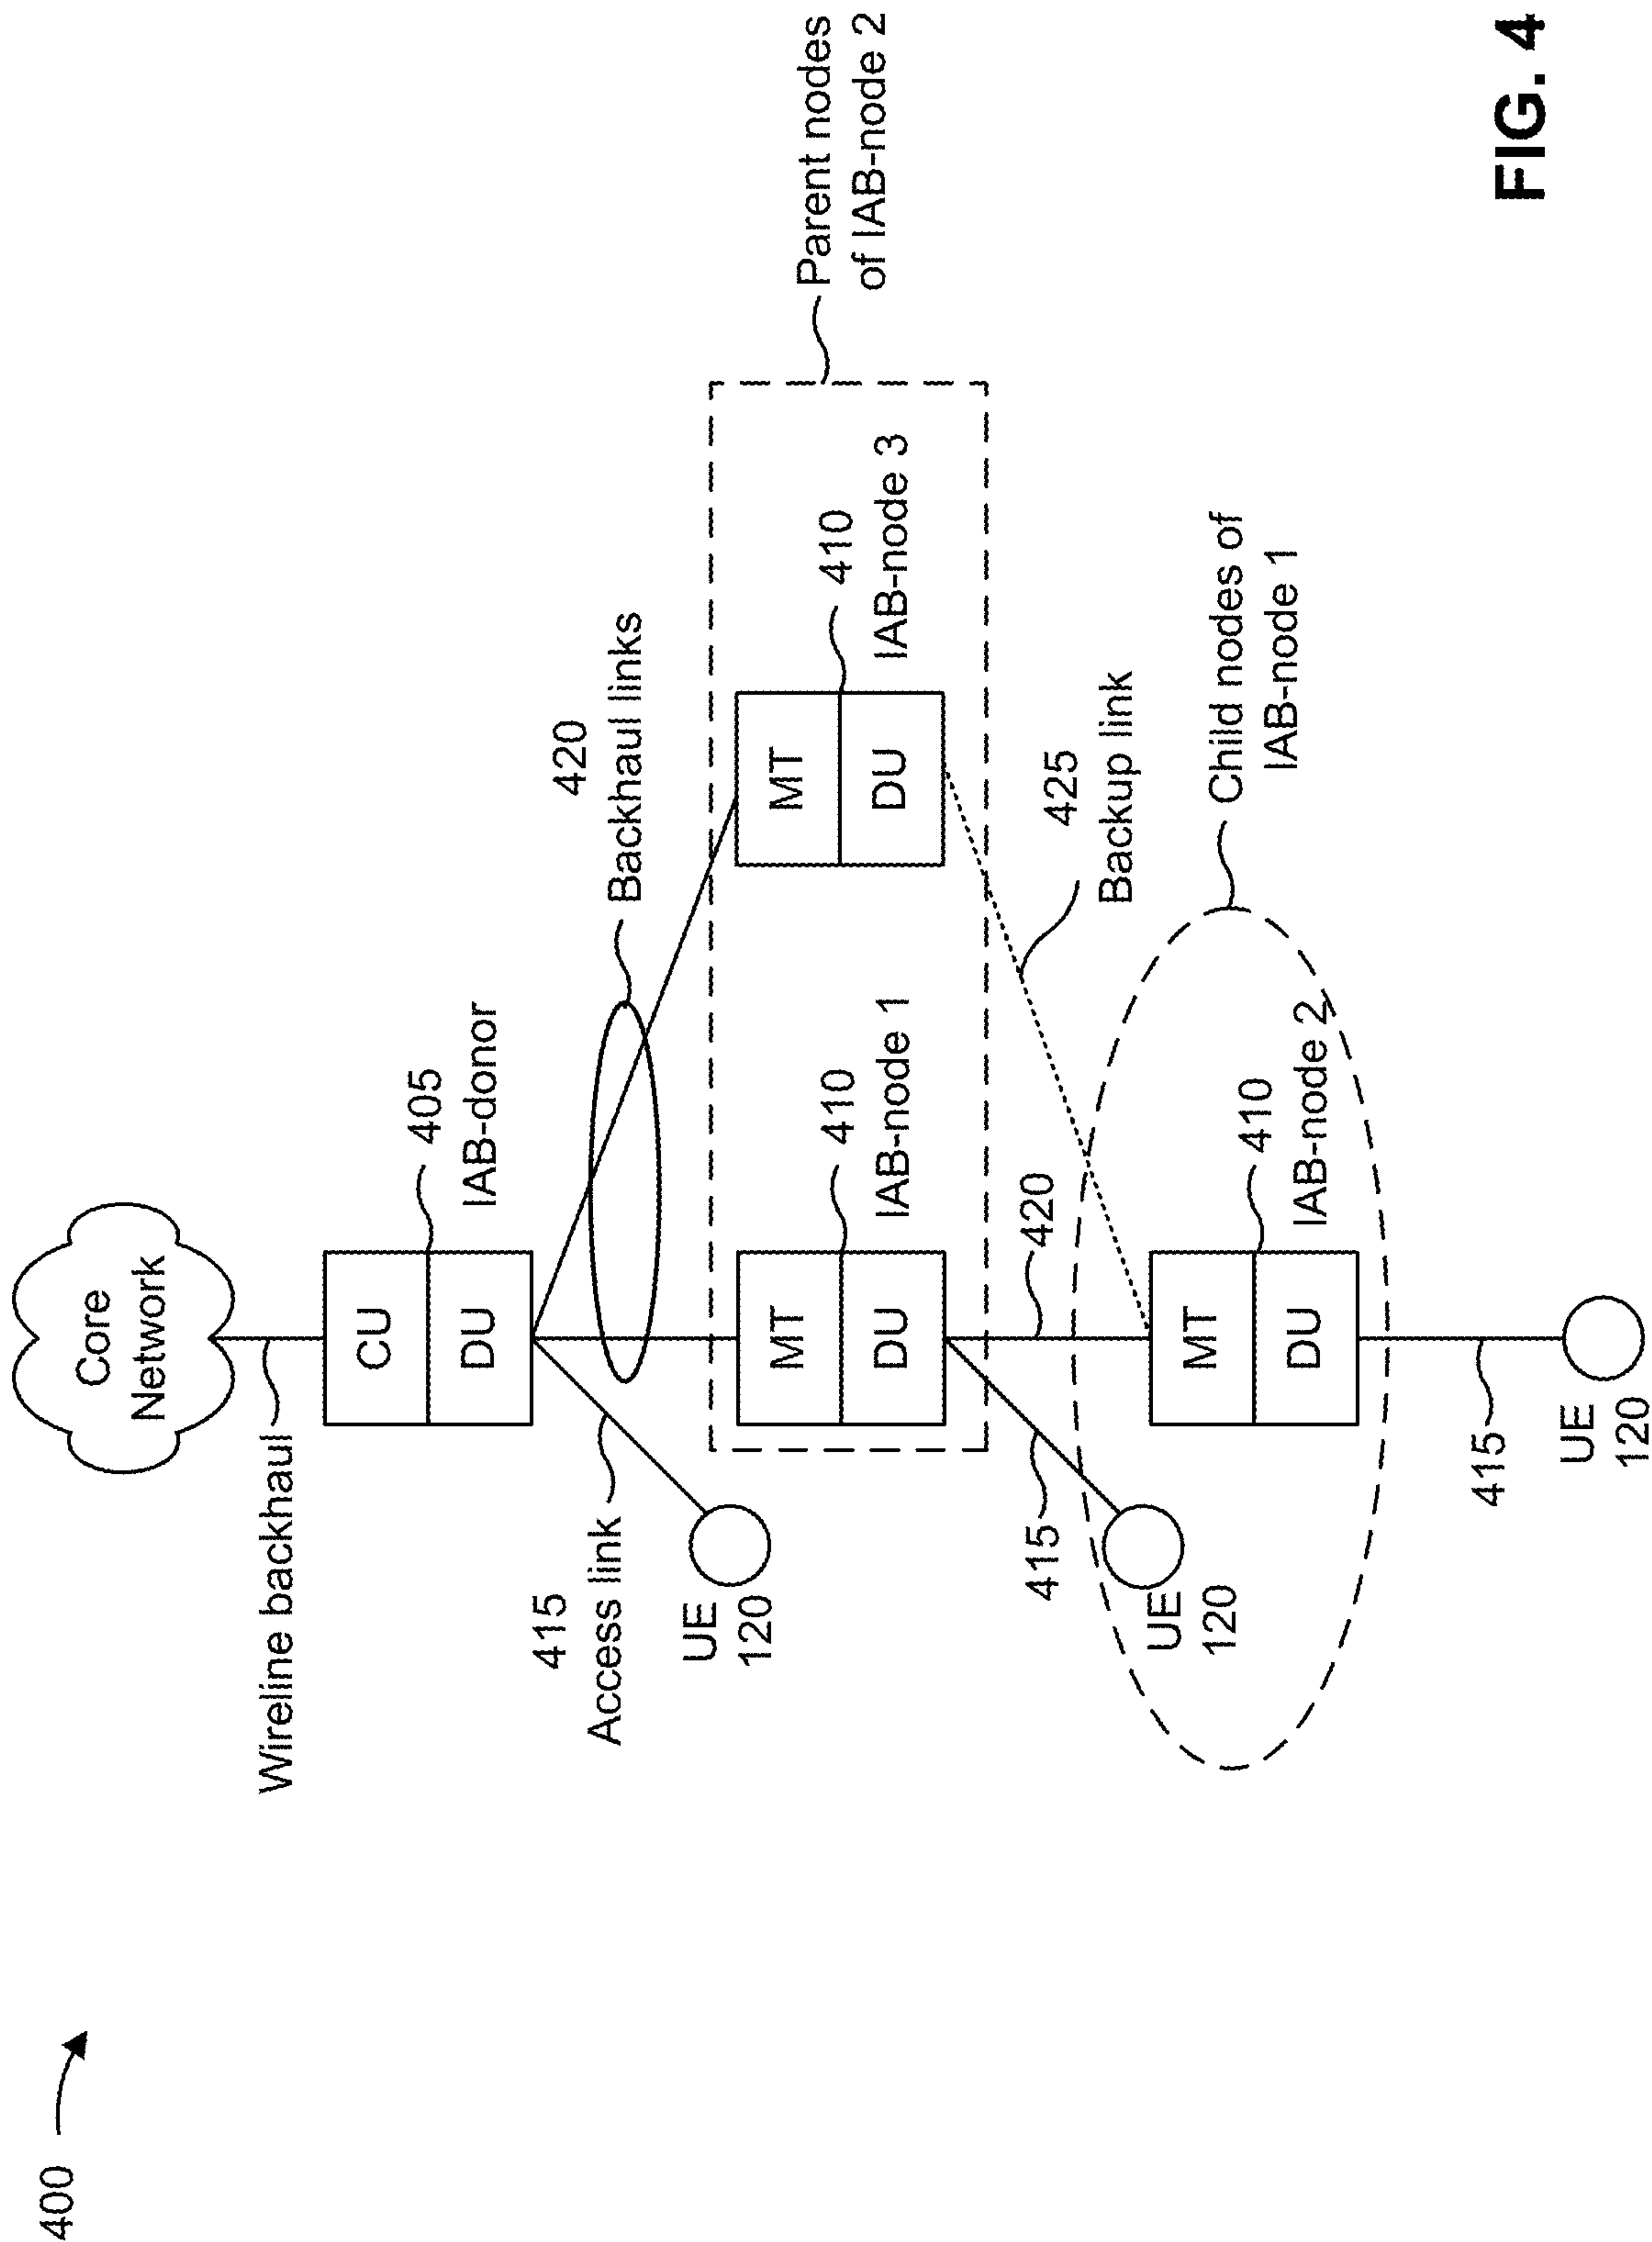 400
Core
Network
Wireline backhaul
CU
DU
405
IAB-donor
415
Access link
420
Backhaul links
UE
120
MT
DU
410
IAB-node 1
MT
DU
410
IAB-node 3
Parent nodes
of IAB-node 2
415
420
425
Backup link
UE
120
MT
DU
410
IAB-node 2
Child nodes of
IAB-node 1
415
UE
120
FIG. 4